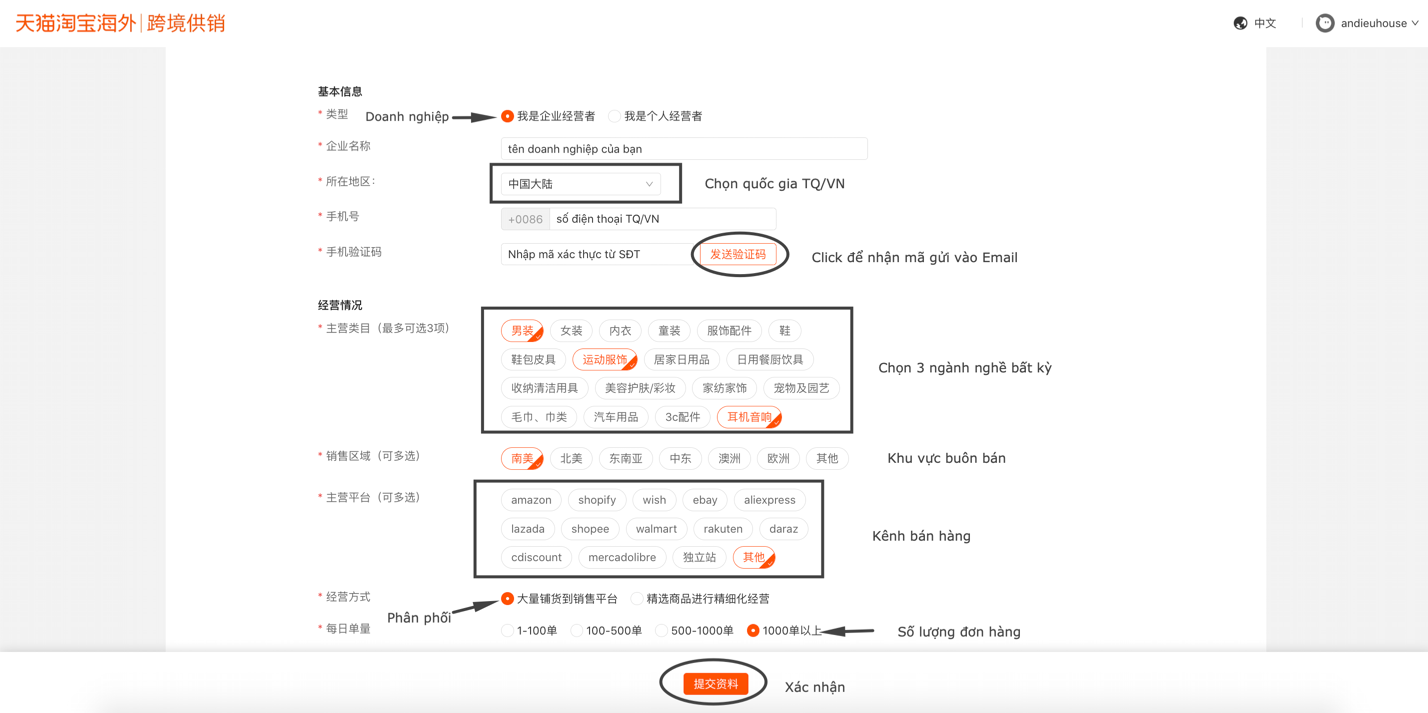 天猫淘宝海外|跨境供销
中文
andieuhouse
基本信息
* 类型 Doanh nghiệp 我是企业经营者 我是个人经营者
* 企业名称 tên doanh nghiệp của bạn
* 所在地区: 中国大陆 Chọn quốc gia TQ/VN
* 手机号 +0086 số điện thoại TQ/VN
* 手机验证码 Nhập mã xác thực từ SĐT 发送验证码 Click để nhận mã gửi vào Email
经营情况
* 主营类目（最多可选3项） 男装 女装 内衣 童装 服饰配件 鞋
鞋包皮具 运动服饰 居家日用品 日用餐厨饮具
Chọn 3 ngành nghề bất kỳ
收纳清洁用具 美容护肤/彩妆 家纺家饰 宠物及园艺
毛巾、巾类 汽车用品 3c配件 耳机音响
* 销售区域（可多选） 南美 北美 东南亚 中东 澳洲 欧洲 其他 Khu vực buôn bán
* 主营平台（可多选） amazon shopify wish ebay aliexpress
lazada shopee walmart rakuten daraz
Kênh bán hàng
cdiscount mercadolibre 独立站 其他
* 经营方式 Phân phối 大量铺货到销售平台 精选商品进行精细化经营
* 每日单量 1-100单 100-500单 500-1000单 1000单以上 Số lượng đơn hàng
提交资料 Xác nhận